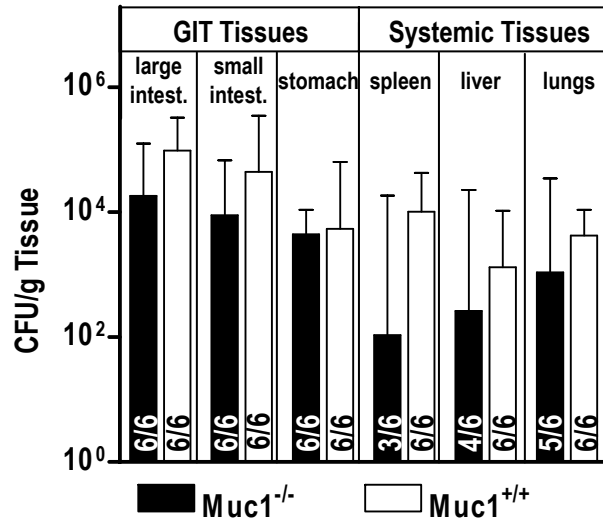 GIT Tissues Systemic Tissues
large intest. small intest. stomach spleen liver lungs
10⁶
10⁴
10²
10⁰
CFU/g Tissue
6/6 6/6 6/6 6/6 6/6 6/6 3/6 6/6 4/6 6/6 5/6 6/6
Muc1⁻/⁻ Muc1⁺/⁺